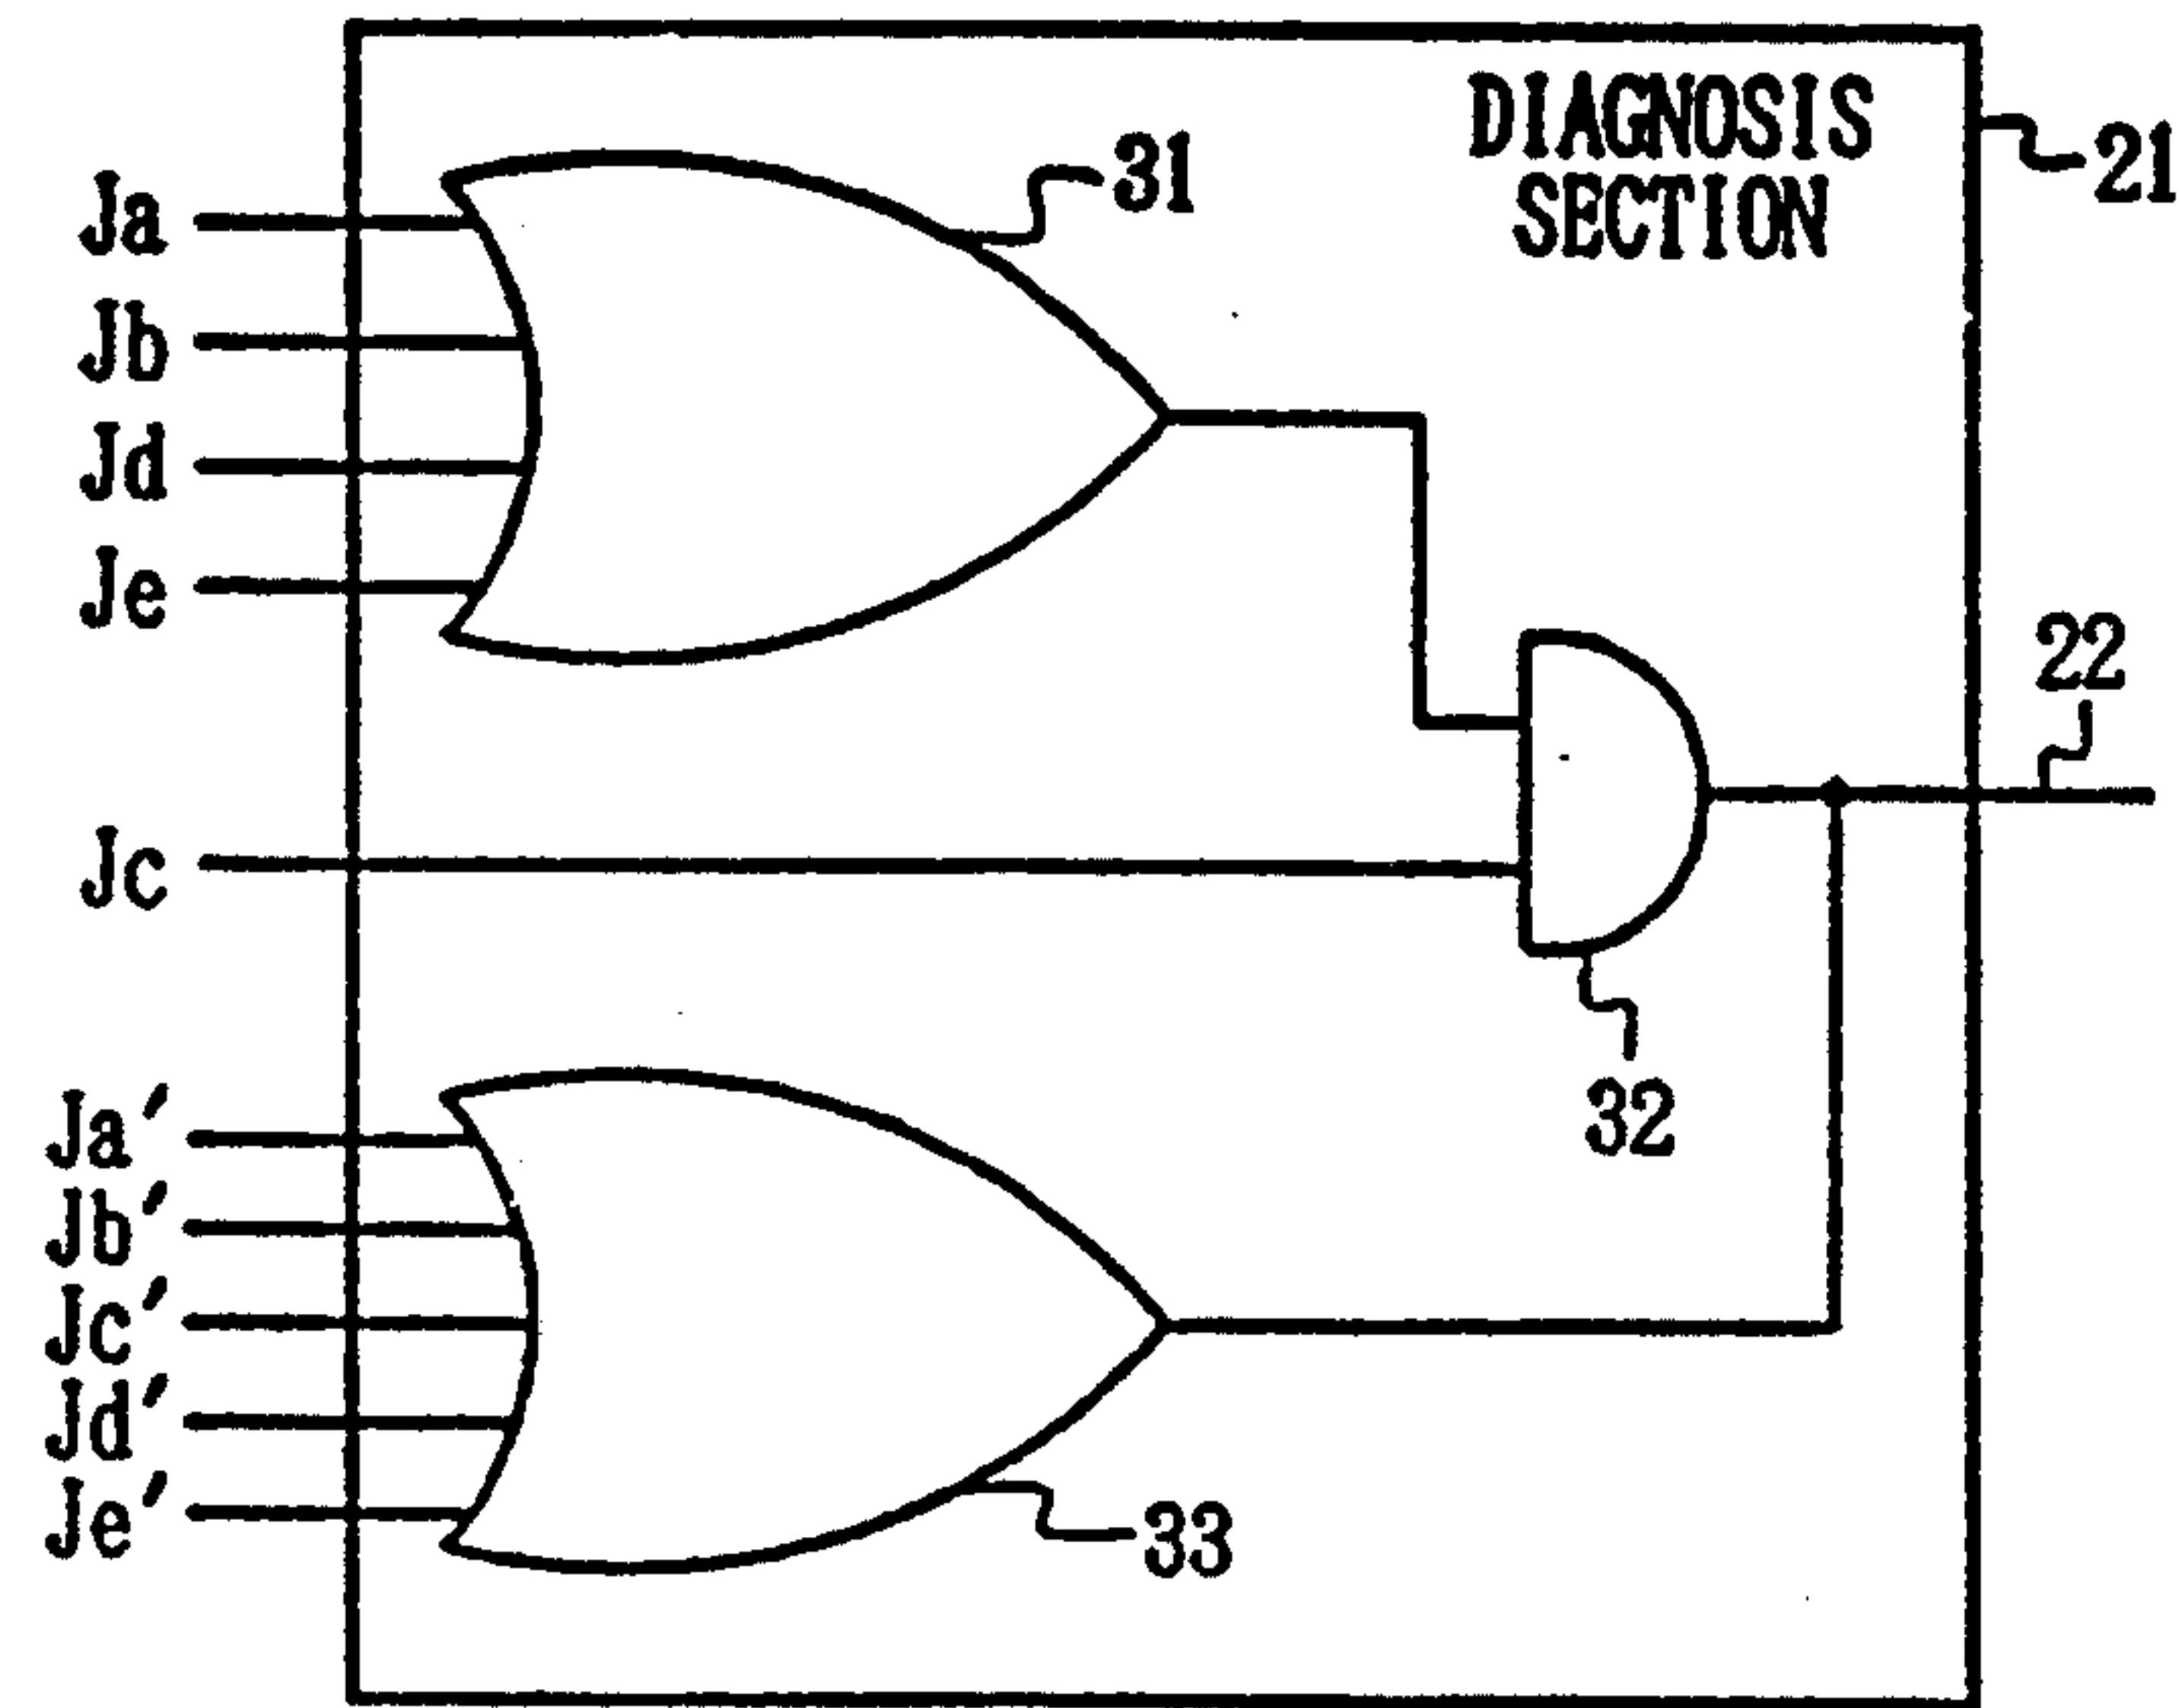 DIAGNOSIS
SECTION
21
31
Ja
Jb
Jd
Je
22
Jc
32
Ja′
Jb′
Jc′
Jd′
Je′
33